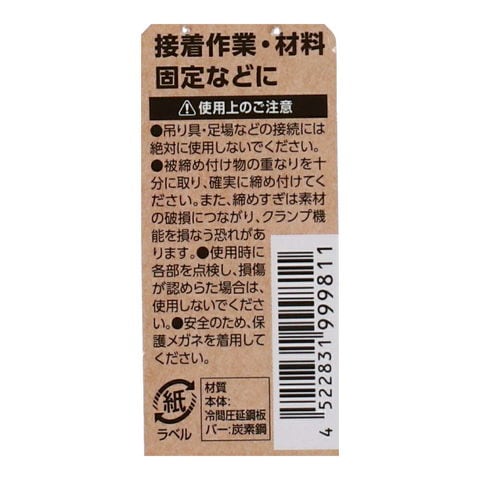 接着作業・材料
固定などに
⚠使用上のご注意
●吊り具・足場などの接続には
絶対に使用しないでください。
●被締め付け物の重なりを十
分に取り、確実に締め付けてく
ださい。また、締めすぎは素材
の破損につながり、クランプ機
能を損なう恐れがあ
ります。●使用時に
各部を点検し、損傷
が認めらた場合は、
使用しないでくださ
い。●安全のため、保
護メガネを着用して
ください。
紙
ラベル
材質
本体:
冷間圧延鋼板
バー:炭素鋼
4522831999811